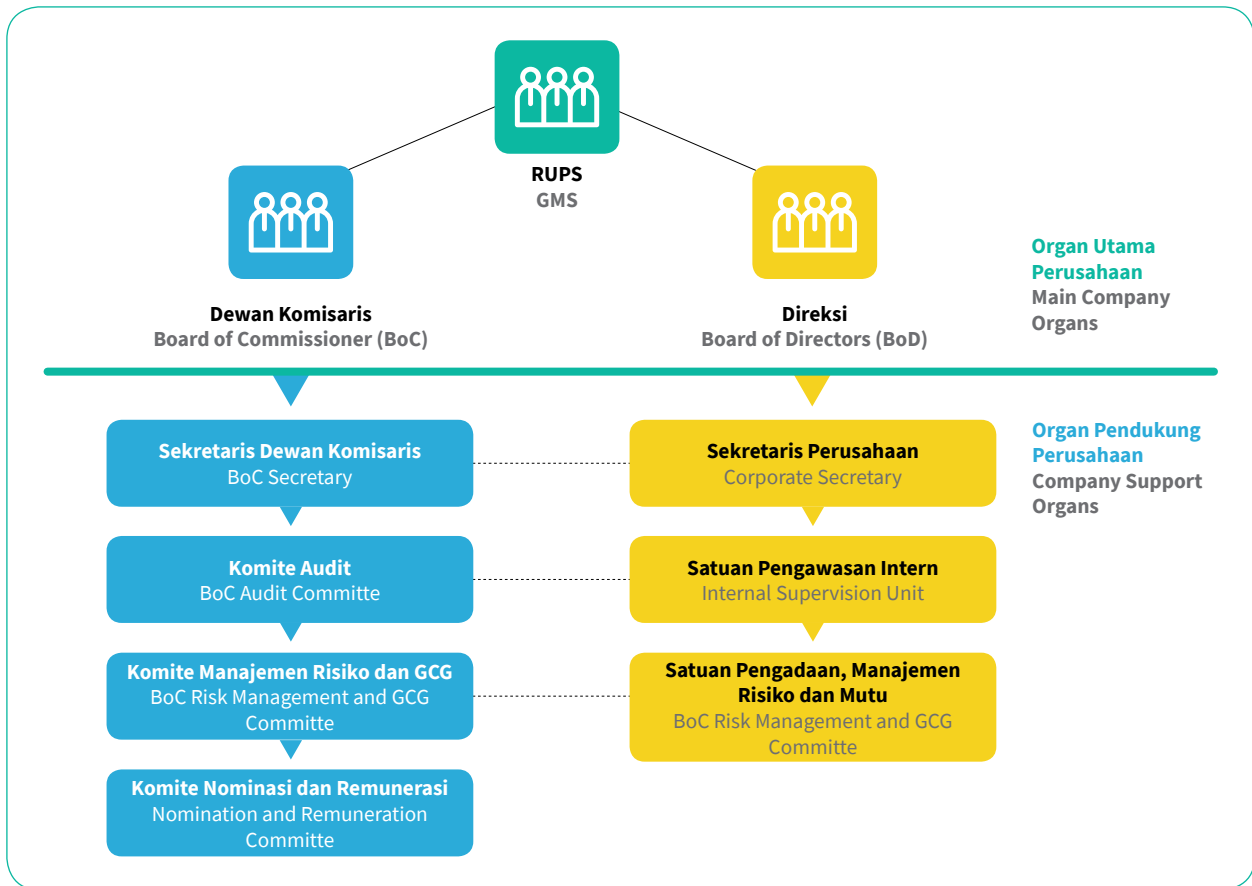 RUPS
GMS
Dewan Komisaris
Board of Commissioner (BoC)
Direksi
Board of Directors (BoD)
Organ Utama
Perusahaan
Main Company
Organs
Sekretaris Dewan Komisaris
BoC Secretary
Sekretaris Perusahaan
Corporate Secretary
Organ Pendukung
Perusahaan
Company Support
Organs
Komite Audit
BoC Audit Committe
Satuan Pengawasan Intern
Internal Supervision Unit
Komite Manajemen Risiko dan GCG
BoC Risk Management and GCG
Committe
Satuan Pengadaan, Manajemen
Risiko dan Mutu
BoC Risk Management and GCG
Committe
Komite Nominasi dan Remunerasi
Nomination and Remuneration
Committe